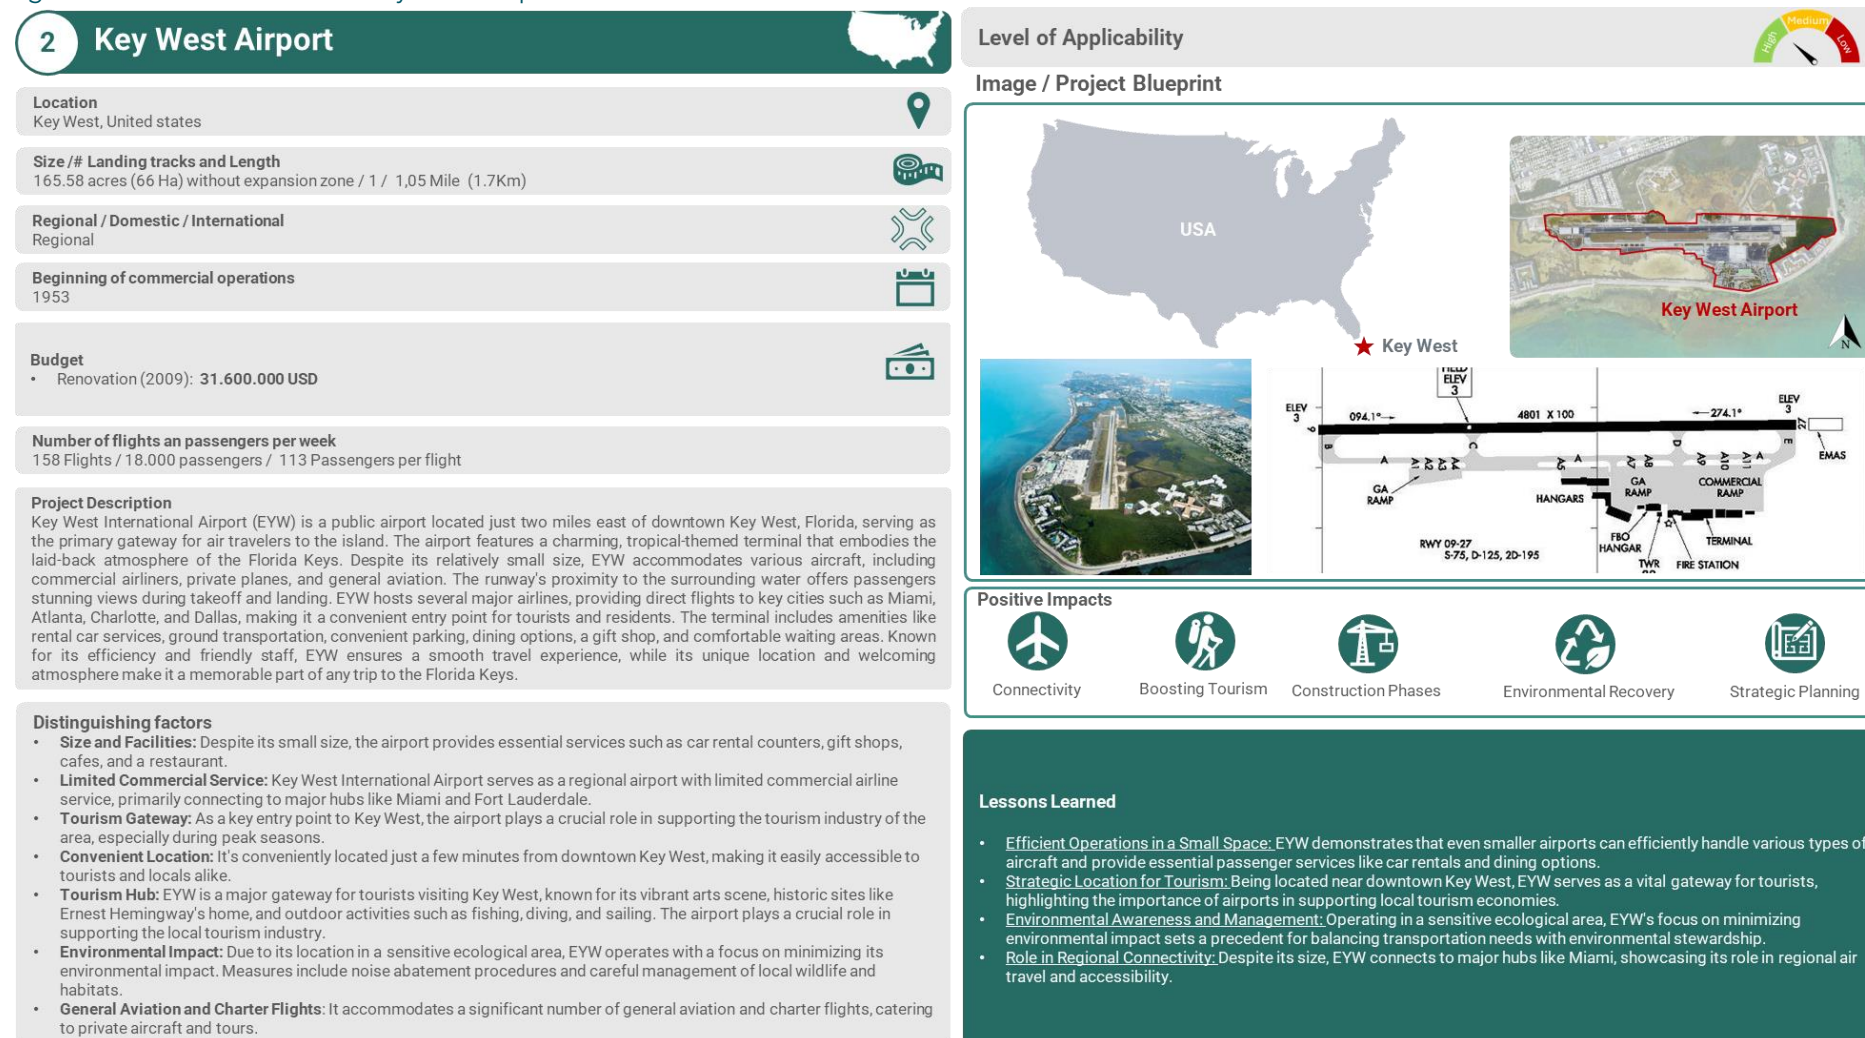 2
Key West Airport
Location
Key West, United states
Size /# Landing tracks and Length
165.58 acres (66 Ha) without expansion zone / 1 / 1,05 Mile (1.7Km)
Regional / Domestic / International
Regional
Beginning of commercial operations
1953
Budget
• Renovation (2009): 31.600.000 USD
Number of flights an passengers per week
158 Flights / 18.000 passengers / 113 Passengers per flight
Project Description
Key West International Airport (EYW) is a public airport located just two miles east of downtown Key West, Florida, serving as
the primary gateway for air travelers to the island. The airport features a charming, tropical-themed terminal that embodies the
laid-back atmosphere of the Florida Keys. Despite its relatively small size, EYW accommodates various aircraft, including
commercial airliners, private planes, and general aviation. The runway's proximity to the surrounding water offers passengers
stunning views during takeoff and landing. EYW hosts several major airlines, providing direct flights to key cities such as Miami,
Atlanta, Charlotte, and Dallas, making it a convenient entry point for tourists and residents. The terminal includes amenities like
rental car services, ground transportation, convenient parking, dining options, a gift shop, and comfortable waiting areas. Known
for its efficiency and friendly staff, EYW ensures a smooth travel experience, while its unique location and welcoming
atmosphere make it a memorable part of any trip to the Florida Keys.
Distinguishing factors
• Size and Facilities: Despite its small size, the airport provides essential services such as car rental counters, gift shops,
cafes, and a restaurant.
• Limited Commercial Service: Key West International Airport serves as a regional airport with limited commercial airline
service, primarily connecting to major hubs like Miami and Fort Lauderdale.
• Tourism Gateway: As a key entry point to Key West, the airport plays a crucial role in supporting the tourism industry of the
area, especially during peak seasons.
• Convenient Location: It's conveniently located just a few minutes from downtown Key West, making it easily accessible to
tourists and locals alike.
• Tourism Hub: EYW is a major gateway for tourists visiting Key West, known for its vibrant arts scene, historic sites like
Ernest Hemingway's home, and outdoor activities such as fishing, diving, and sailing. The airport plays a crucial role in
supporting the local tourism industry.
• Environmental Impact: Due to its location in a sensitive ecological area, EYW operates with a focus on minimizing its
environmental impact. Measures include noise abatement procedures and careful management of local wildlife and
habitats.
• General Aviation and Charter Flights: It accommodates a significant number of general aviation and charter flights, catering
to private aircraft and tours.
Level of Applicability
High
Medium
Low
Image / Project Blueprint
USA
Key West
Key West Airport
N
ELEV
3
9
094.1°
FIELD
ELEV
3
4801 X 100
274.1°
ELEV
3
27
EMAS
B
C
D
E
A
A1
A2
A3
A4
A5
A
A7
A8
A9
A10
A11
A
GA
RAMP
HANGARS
GA
RAMP
COMMERCIAL
RAMP
FBO
HANGAR
TWR
FIRE STATION
TERMINAL
RWY 09-27
S-75, D-125, 2D-195
Positive Impacts
Connectivity
Boosting Tourism
Construction Phases
Environmental Recovery
Strategic Planning
Lessons Learned
• Efficient Operations in a Small Space: EYW demonstrates that even smaller airports can efficiently handle various types of
aircraft and provide essential passenger services like car rentals and dining options.
• Strategic Location for Tourism: Being located near downtown Key West, EYW serves as a vital gateway for tourists,
highlighting the importance of airports in supporting local tourism economies.
• Environmental Awareness and Management: Operating in a sensitive ecological area, EYW's focus on minimizing
environmental impact sets a precedent for balancing transportation needs with environmental stewardship.
• Role in Regional Connectivity: Despite its size, EYW connects to major hubs like Miami, showcasing its role in regional air
travel and accessibility.